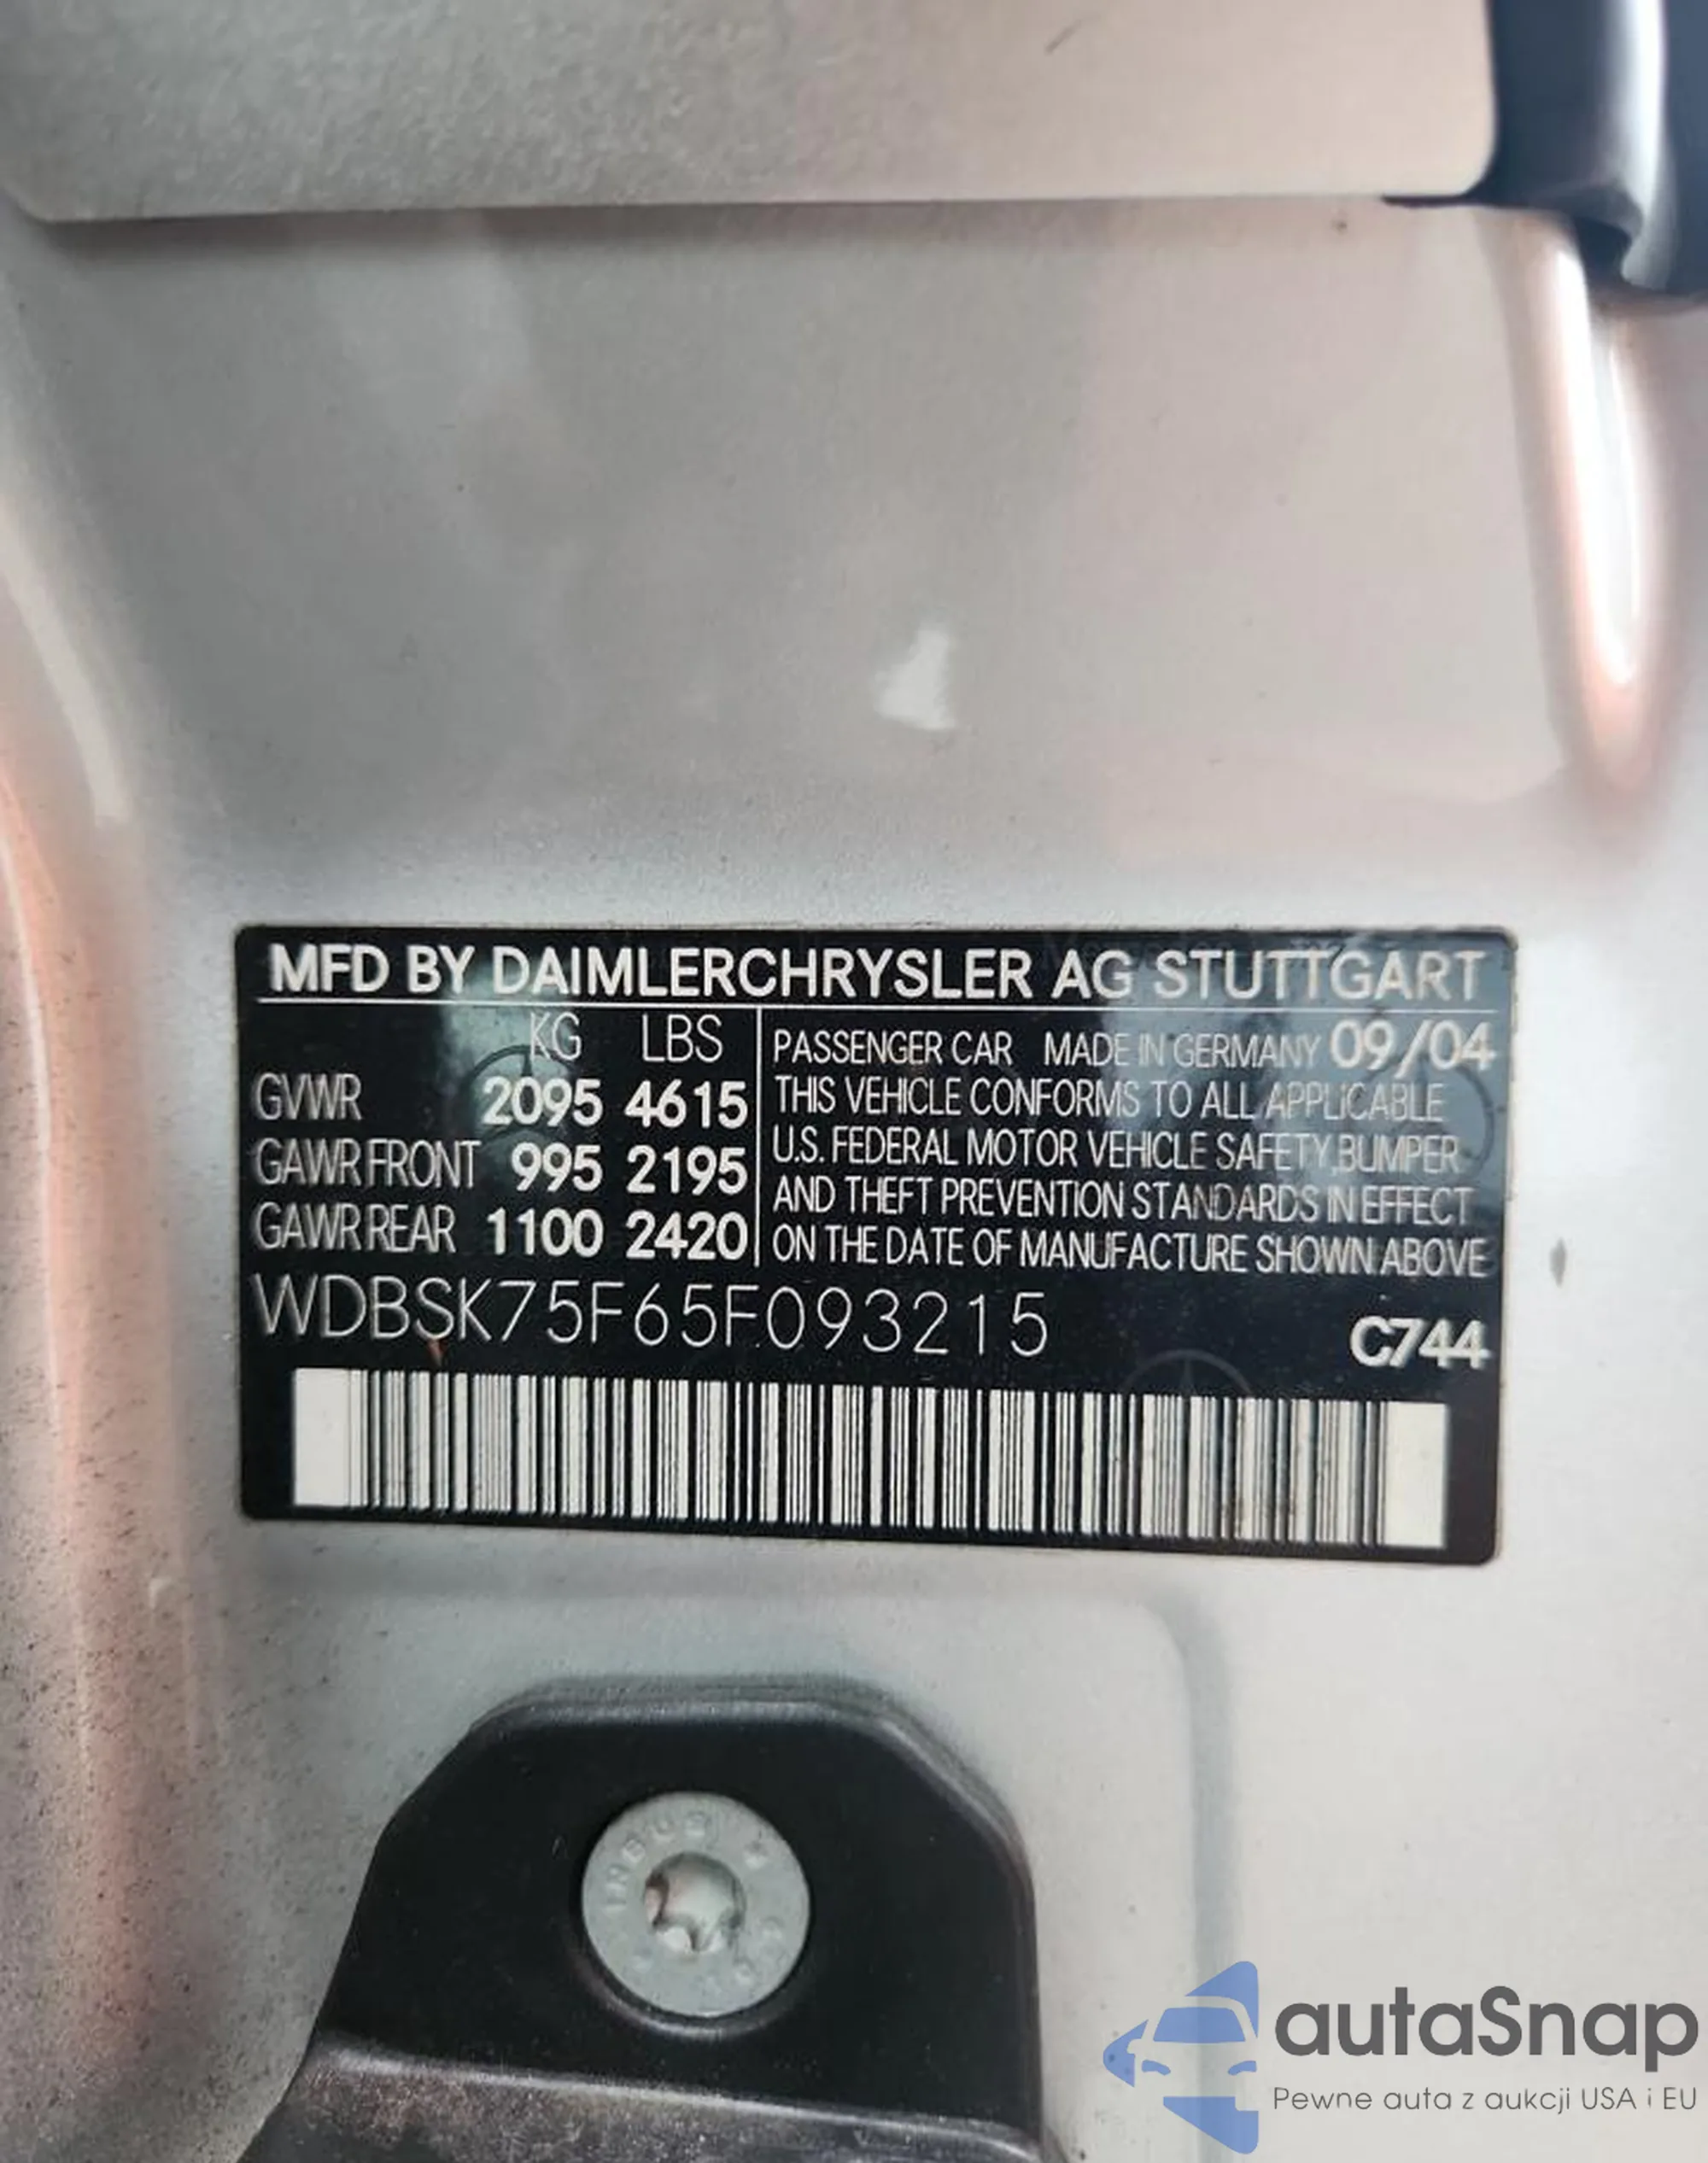 MFD BY DAIMLERCHRYSLER AG STUTTGART
KG LBS
GVWR 2095 4615
GAWR FRONT 995 2195
GAWR REAR 1100 2420
PASSENGER CAR MADE IN GERMANY 09/04
THIS VEHICLE CONFORMS TO ALL APPLICABLE
U.S. FEDERAL MOTOR VEHICLE SAFETY,BUMPER
AND THEFT PREVENTION STANDARDS IN EFFECT
ON THE DATE OF MANUFACTURE SHOWN ABOVE
WDBSK75F65F093215 C744
INBUS
autaSnap
Pewne auta z aukcji USA i EU